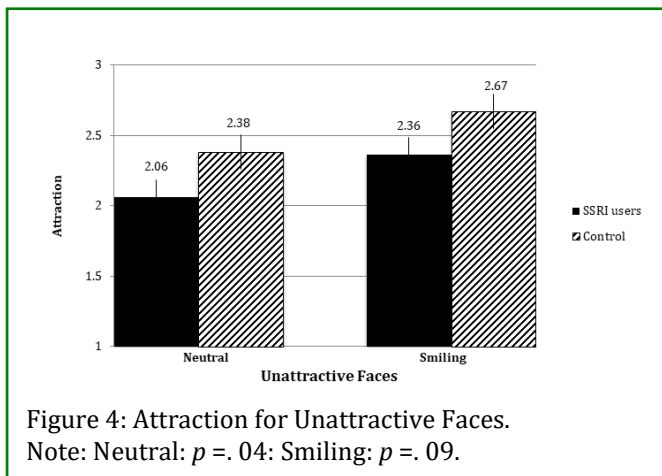 3
2.67
2.38
2.36
2.5
2.06
Attraction
2
SSRI users
Control
1.5
1
Neutral
Smiling
Unattractive Faces
Figure 4: Attraction for Unattractive Faces.
Note: Neutral: p =. 04: Smiling: p =. 09.